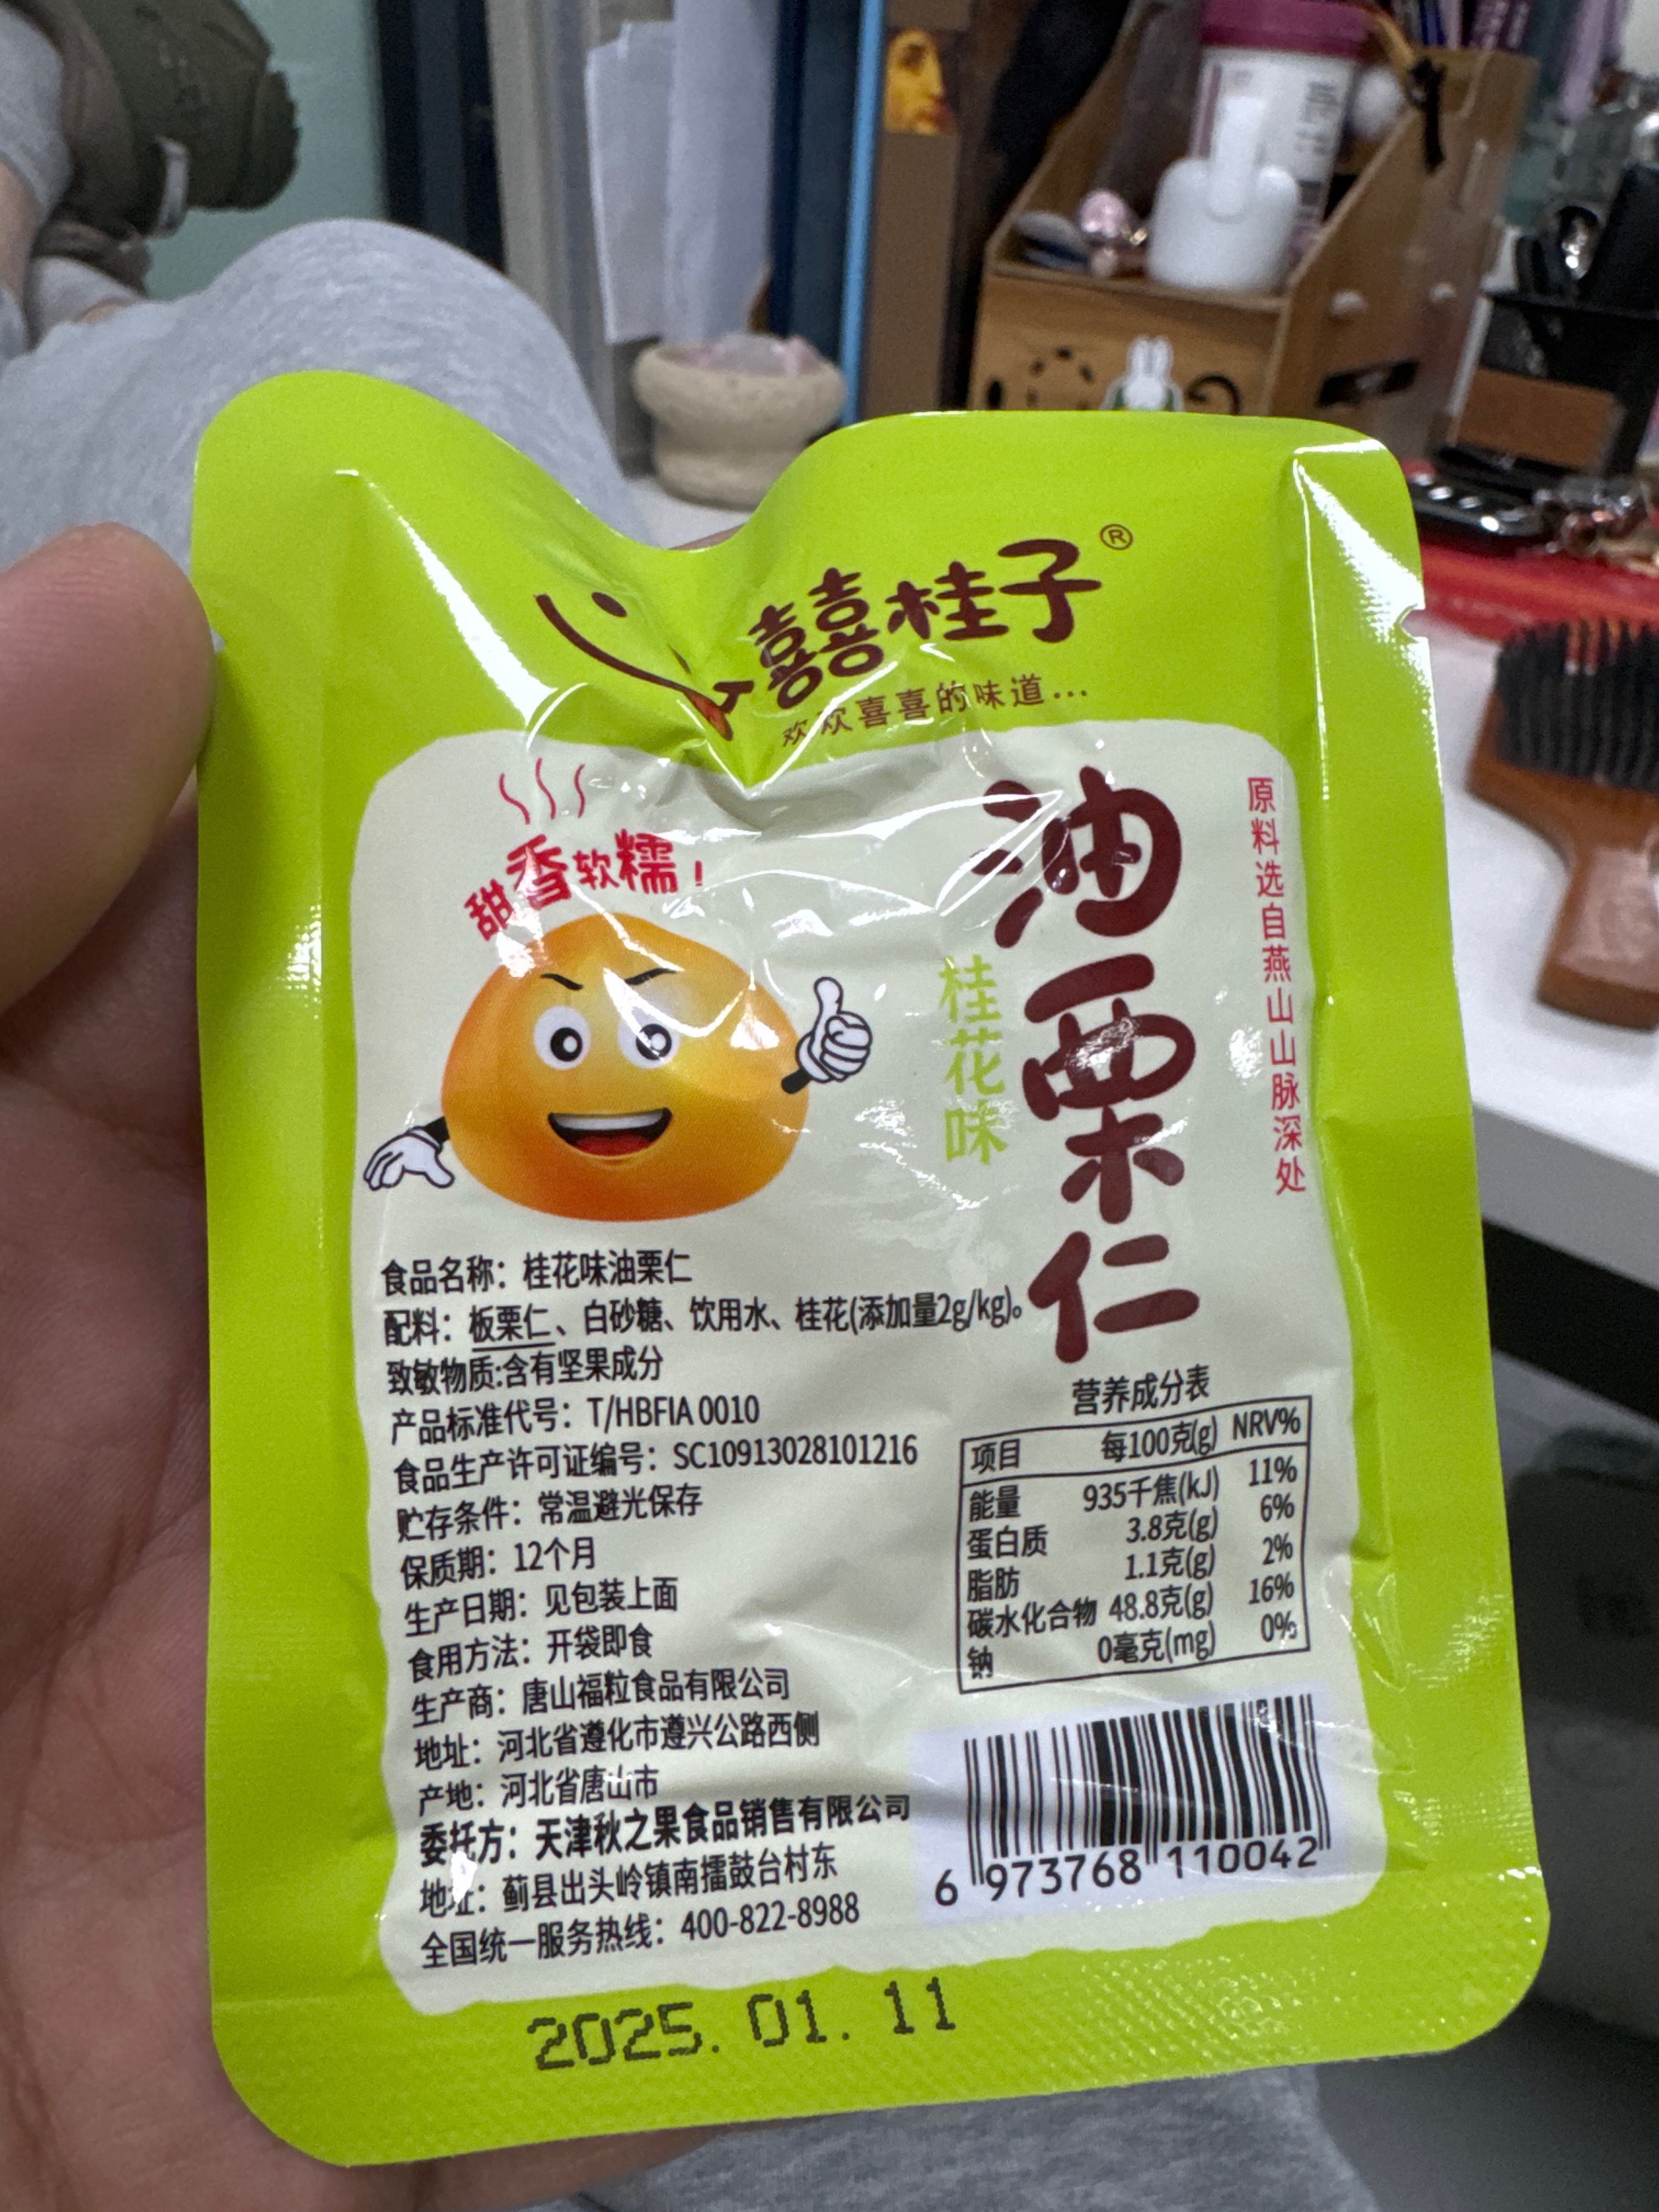 囍桂子®
欢欢喜喜的味道...
甜香软糯！
油栗仁
桂花味
原料选自燕山山脉深处
食品名称：桂花味油栗仁
配料：板栗仁、白砂糖、饮用水、桂花(添加量2g/kg)。
致敏物质:含有坚果成分
产品标准代号：T/HBFIA 0010
食品生产许可证编号：SC10913028101216
贮存条件：常温避光保存
保质期：12个月
生产日期：见包装上面
食用方法：开袋即食
生产商：唐山福粒食品有限公司
地址：河北省遵化市遵兴公路西侧
产地：河北省唐山市
委托方：天津秋之果食品销售有限公司
地址：蓟县出头岭镇南擂鼓台村东
全国统一服务热线：400-822-8988
营养成分表
项目 每100克(g) NRV%
能量 935千焦(kJ) 11%
蛋白质 3.8克(g) 6%
脂肪 1.1克(g) 2%
碳水化合物 48.8克(g) 16%
钠 0毫克(mg) 0%
6 973768 110042
2025.01.11